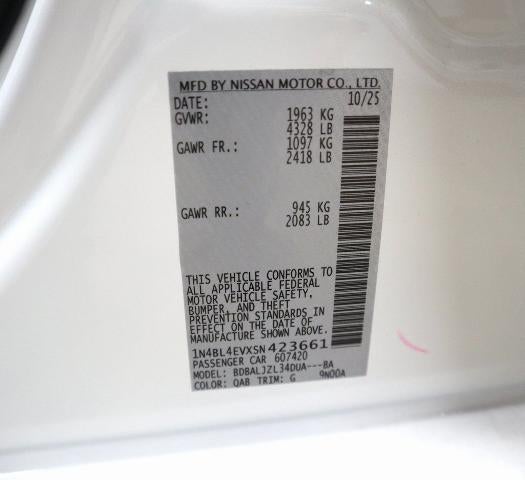 MFD BY NISSAN MOTOR CO., LTD.
DATE: 10/25
GVWR: 1963 KG
4328 LB
GAWR FR.: 1097 KG
2418 LB
GAWR RR.: 945 KG
2083 LB
THIS VEHICLE CONFORMS TO
ALL APPLICABLE FEDERAL
MOTOR VEHICLE SAFETY,
BUMPER, AND THEFT
PREVENTION STANDARDS IN
EFFECT ON THE DATE OF
MANUFACTURE SHOWN ABOVE.
1N4BL4EVXSN423661
PASSENGER CAR 607420
MODEL: BDBALJZL34DUA---BA
COLOR: QAB TRIM: G 9N00A